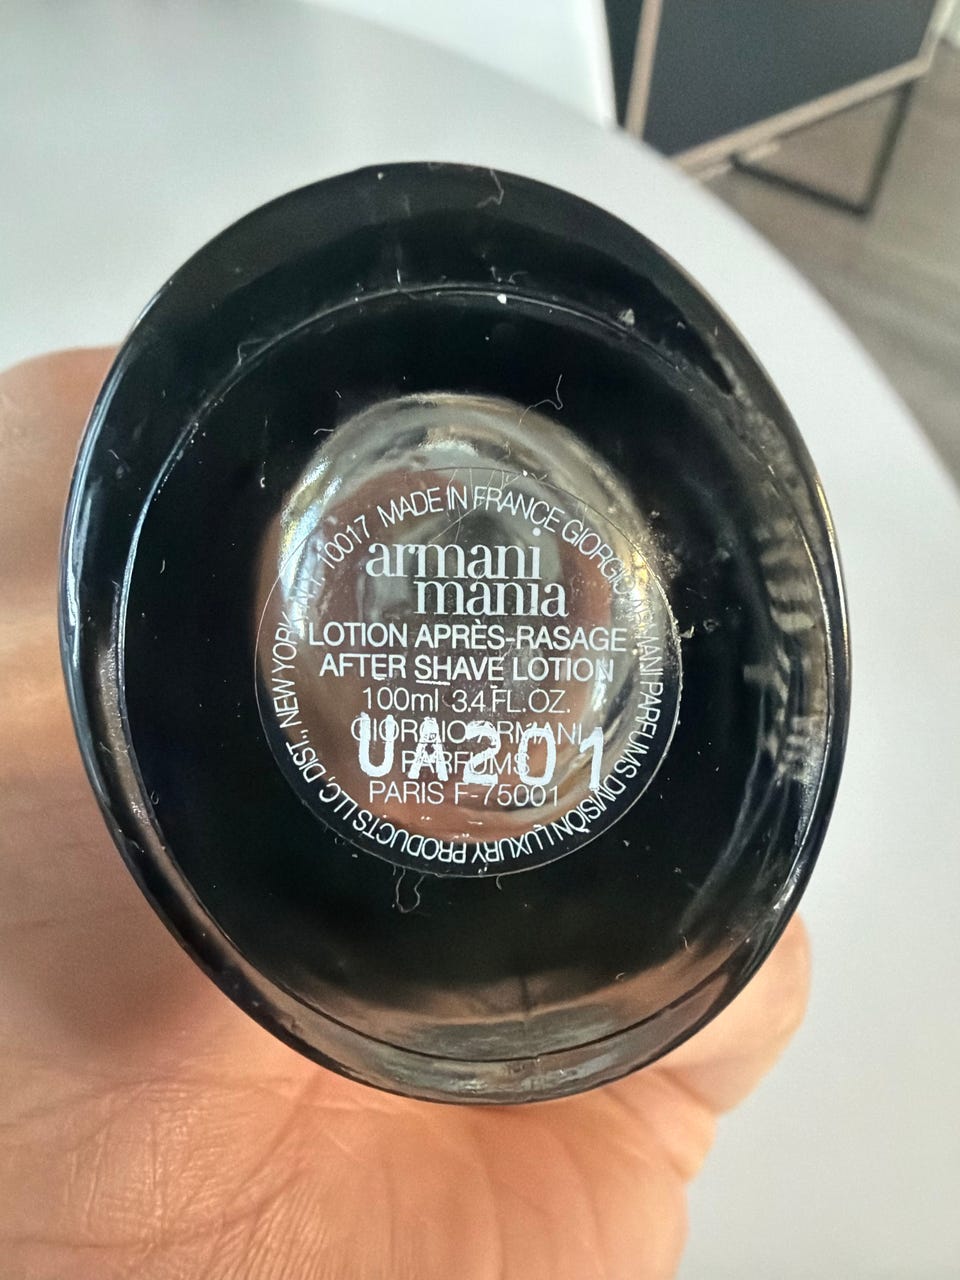 MADE IN FRANCE GIORGIO ARMANI PARFUMS DIVISION LUXURY PRODUCTS LLC, DIST., NEW YORK, N.Y. 10017
armani
mania
LOTION APRÈS-RASAGE
AFTER SHAVE LOTION
100ml 3.4 FL.OZ.
GIORGIO ARMANI
UA201
PARFUMS
PARIS F-75001